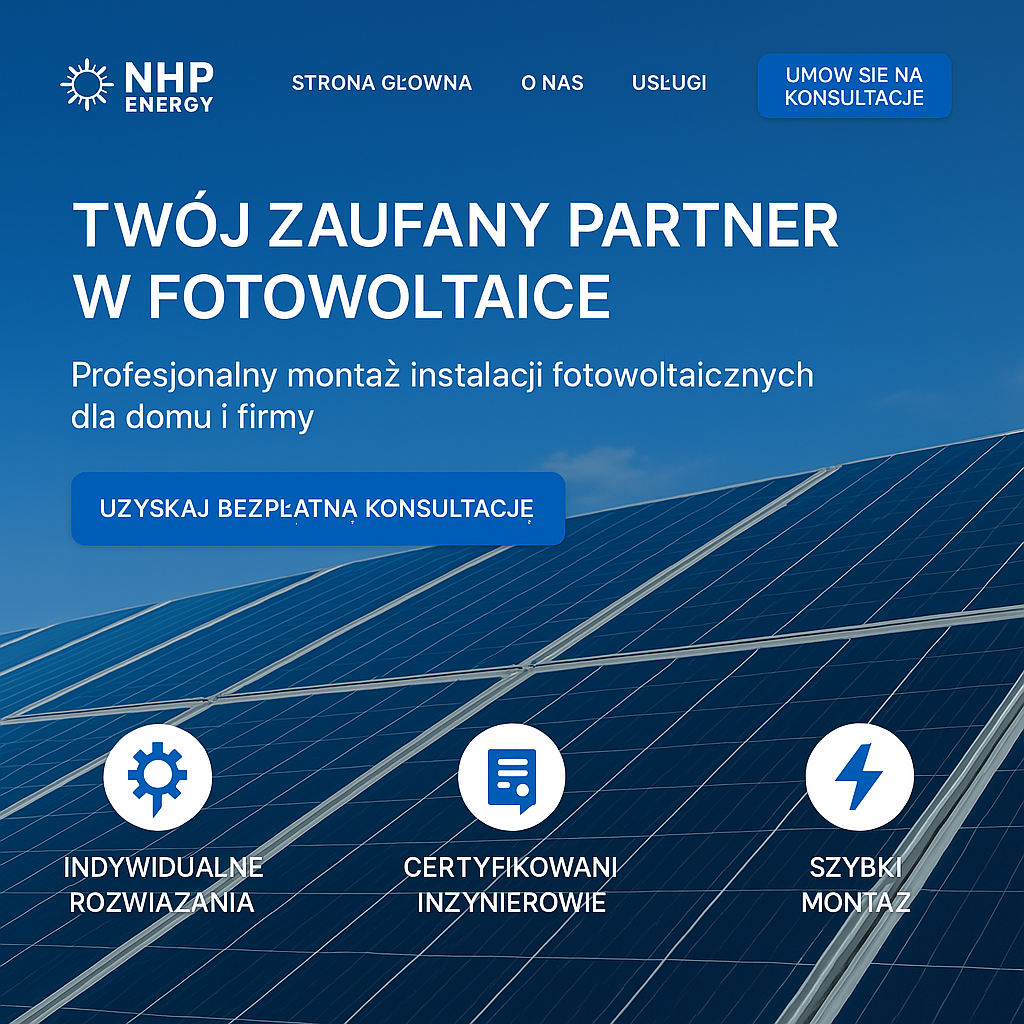 NHP
ENERGY
STRONA GŁOWNA
O NAS
USŁUGI
UMOW SIE NA
KONSULTACJE
TWÓJ ZAUFANY PARTNER
W FOTOWOLTAICE
Profesjonalny montaż instalacji fotowoltaicznych
dla domu i firmy
UZYSKAJ BEZPŁATNĄ KONSULTACJĘ
INDYWIDUALNE
ROZWIAZANIA
CERTYFIKOWANI
INZYNIEROWIE
SZYBKI
MONTAZ